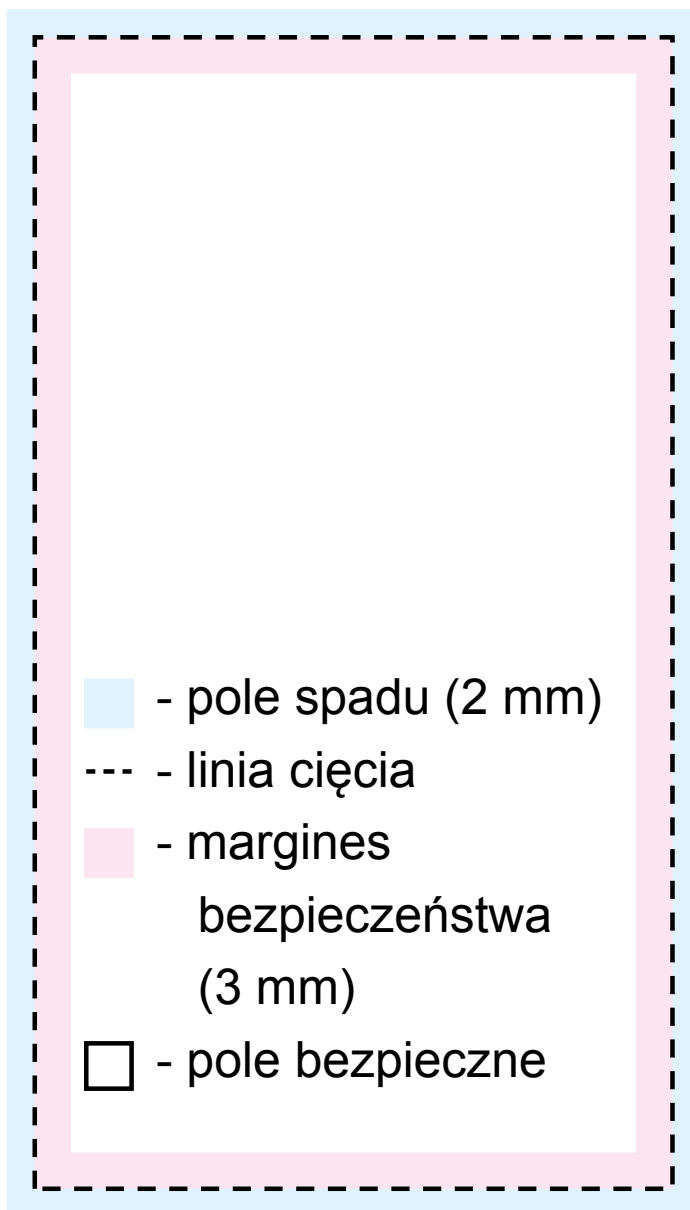 - pole spadu (2 mm)
- linia cięcia
- margines
bezpieczeństwa
(3 mm)
- pole bezpieczne